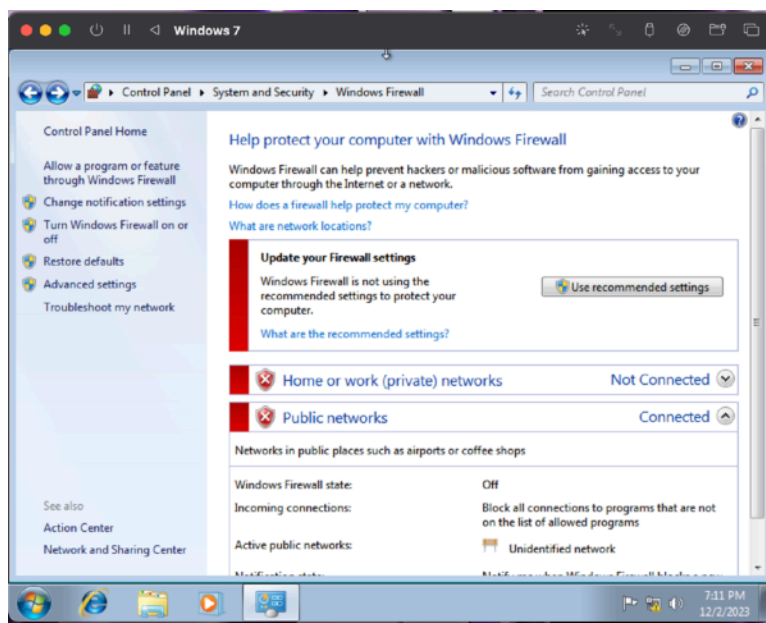 Windows 7
Control Panel System and Security Windows Firewall
Search Control Panel
Control Panel Home
Allow a program or feature
through Windows Firewall
Change notification settings
Turn Windows Firewall on or
off
Restore defaults
Advanced settings
Troubleshoot my network
See also
Action Center
Network and Sharing Center
Help protect your computer with Windows Firewall
Windows Firewall can help prevent hackers or malicious software from gaining access to your
computer through the Internet or a network.
How does a firewall help protect my computer?
What are network locations?
Update your Firewall settings
Windows Firewall is not using the
recommended settings to protect your
computer.
What are the recommended settings?
Use recommended settings
Home or work (private) networks Not Connected
Public networks Connected
Networks in public places such as airports or coffee shops
Windows Firewall state: Off
Incoming connections: Block all connections to programs that are not
on the list of allowed programs
Active public networks: Unidentified network
7:11 PM
12/2/2023